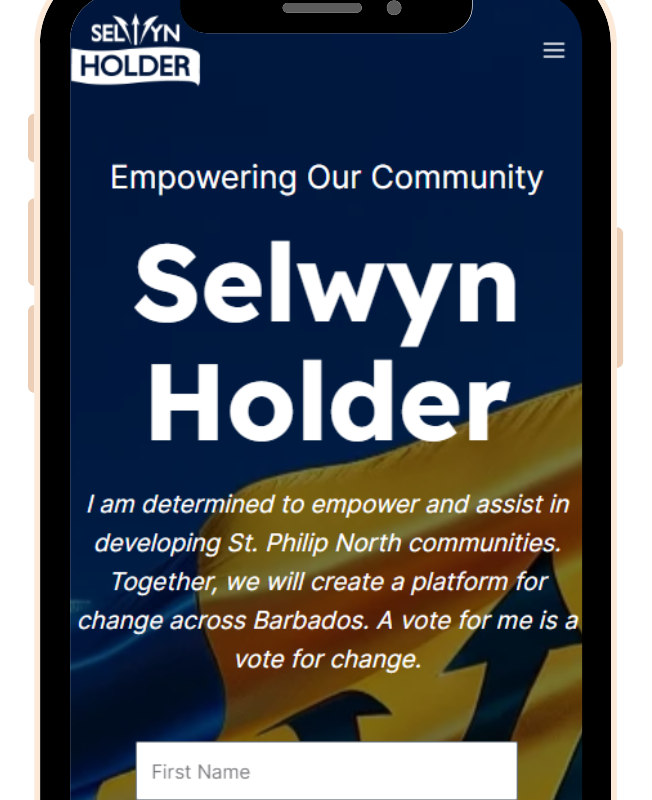 SELWYN
HOLDER
Empowering Our Community
Selwyn
Holder
I am determined to empower and assist in
developing St. Philip North communities.
Together, we will create a platform for
change across Barbados. A vote for me is a
vote for change.
First Name